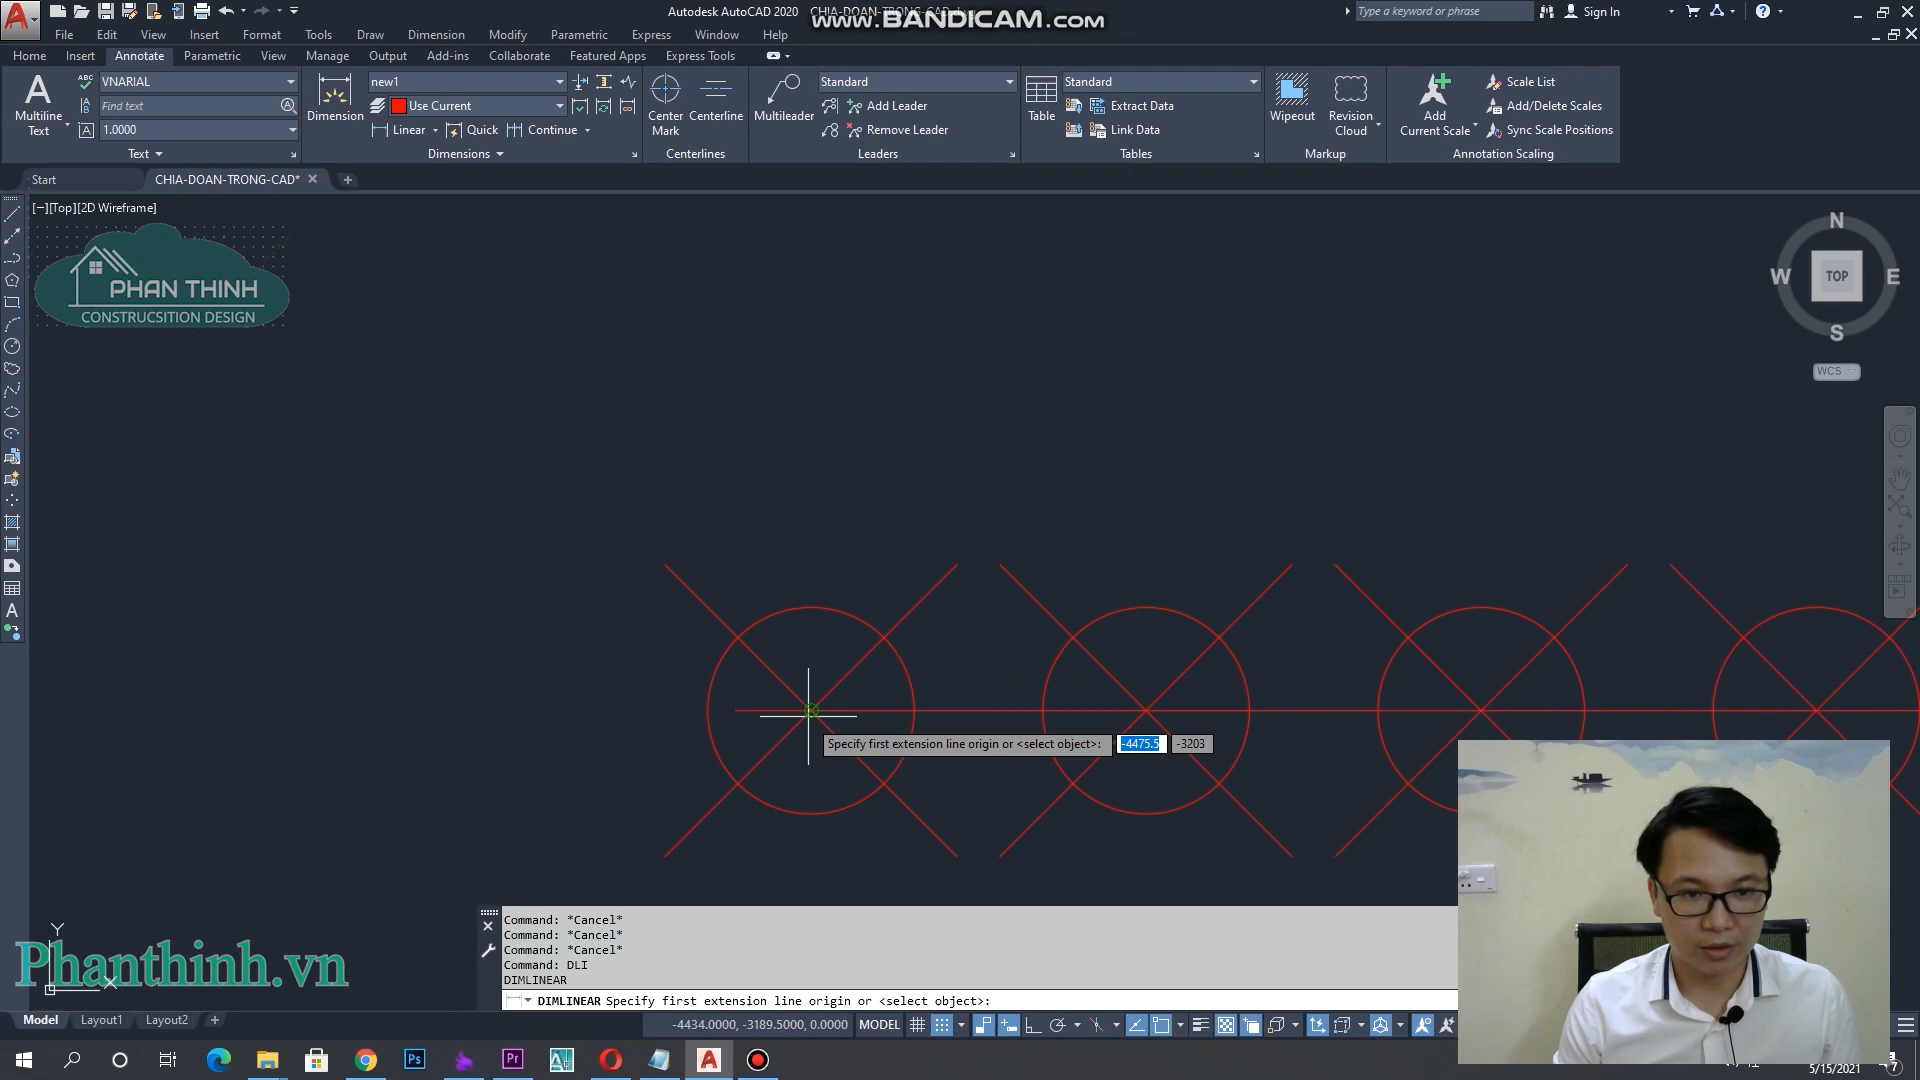 Autodesk AutoCAD 2020 CHIA-DOAN-TRONG-CAD.d
www.BANDICAM.com
Type a keyword or phrase
Sign In
File Edit View Insert Format Tools Draw Dimension Modify Parametric Express Window Help
Home Insert Annotate Parametric View Manage Output Add-ins Collaborate Featured Apps Express Tools
VNARIAL
Find text
1.0000
Multiline
Text
Text
Dimension
new1
Use Current
Linear Quick Continue
Dimensions
Center
Mark
Centerline
Centerlines
Multileader
Standard
Add Leader
Remove Leader
Leaders
Table
Standard
Extract Data
Link Data
Tables
Wipeout
Revision
Cloud
Markup
Add
Current Scale
Scale List
Add/Delete Scales
Sync Scale Positions
Annotation Scaling
Start
CHIA-DOAN-TRONG-CAD*
[−][Top][2D Wireframe]
PHAN THINH
CONSTRUCSITION DESIGN
N
W TOP E
S
WCS
Specify first extension line origin or <select object>: -4475.5 -3203
Command: *Cancel*
Command: *Cancel*
Command: *Cancel*
Command: DLI
DIMLINEAR
DIMLINEAR Specify first extension line origin or <select object>:
Y
X
Phanthinh.vn
Model Layout1 Layout2
-4434.0000, -3189.5000, 0.0000 MODEL
5/15/2021
7